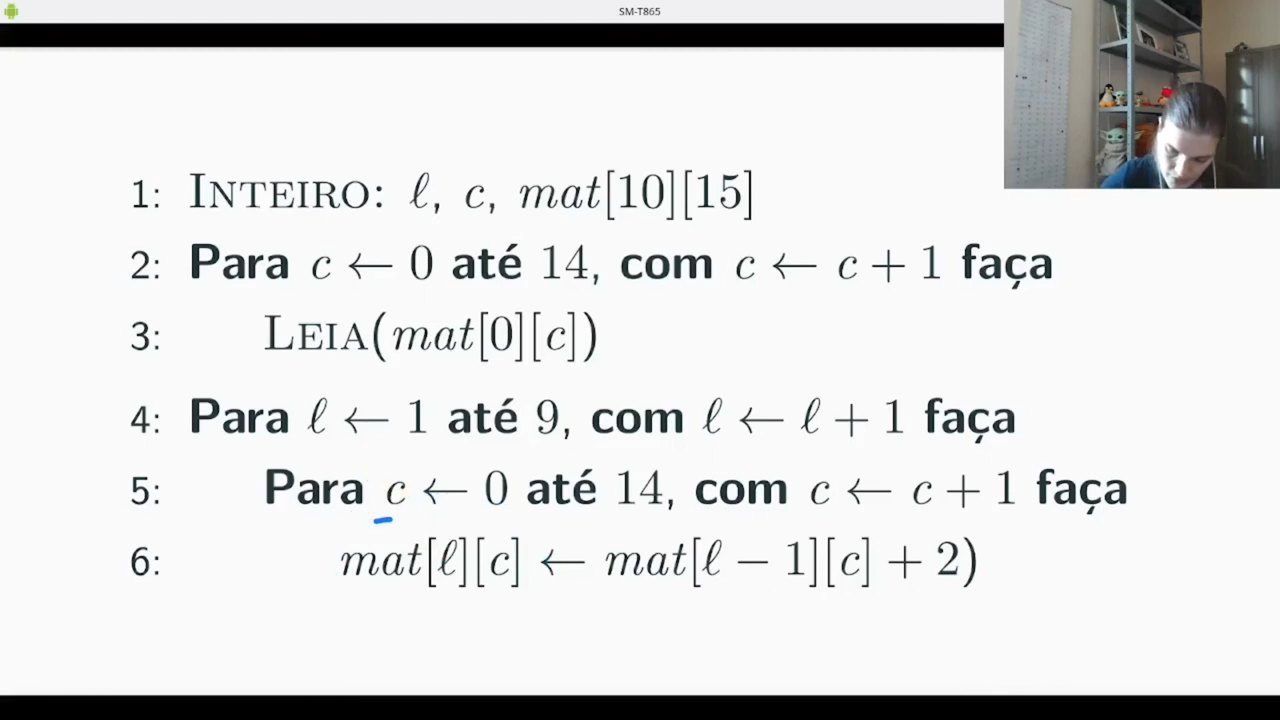 SM-T865
1: INTEIRO: ℓ, c, mat[10][15]
2: Para c ← 0 até 14, com c ← c + 1 faça
3: LEIA(mat[0][c])
4: Para ℓ ← 1 até 9, com ℓ ← ℓ + 1 faça
5: Para c ← 0 até 14, com c ← c + 1 faça
6: mat[ℓ][c] ← mat[ℓ − 1][c] + 2)